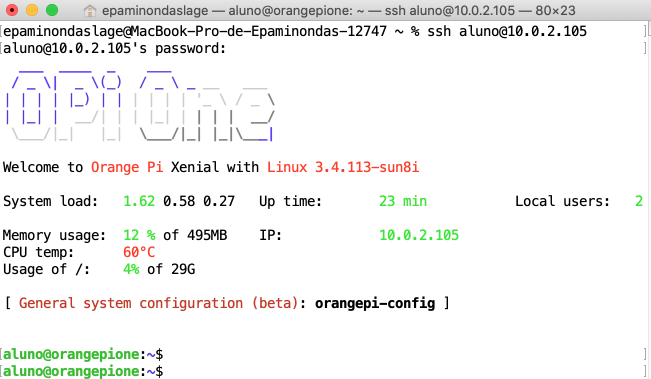 epaminondaslage — aluno@orangepione: ~ — ssh aluno@10.0.2.105 — 80×23
epaminondaslage@MacBook-Pro-de-Epaminondas-12747 ~ % ssh aluno@10.0.2.105
aluno@10.0.2.105's password:
OPi One
Welcome to Orange Pi Xenial with Linux 3.4.113-sun8i
System load: 1.62 0.58 0.27 Up time: 23 min Local users: 2
Memory usage: 12 % of 495MB IP: 10.0.2.105
CPU temp: 60°C
Usage of /: 4% of 29G
[ General system configuration (beta): orangepi-config ]
aluno@orangepione:~$
aluno@orangepione:~$